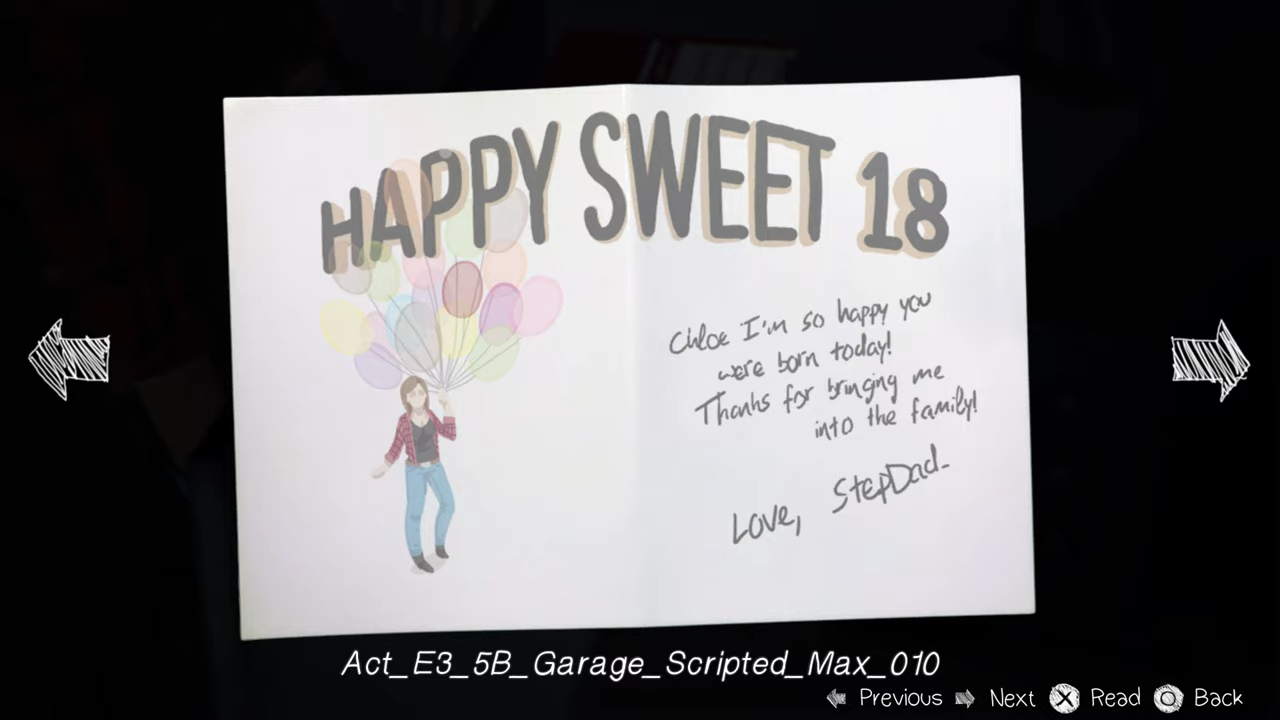 HAPPY SWEET 18
Chloe I'm so happy you
were born today!
Thanks for bringing me
into the family!
Love, StepDad-
Act_E3_5B_Garage_Scripted_Max_010
Previous Next Read Back